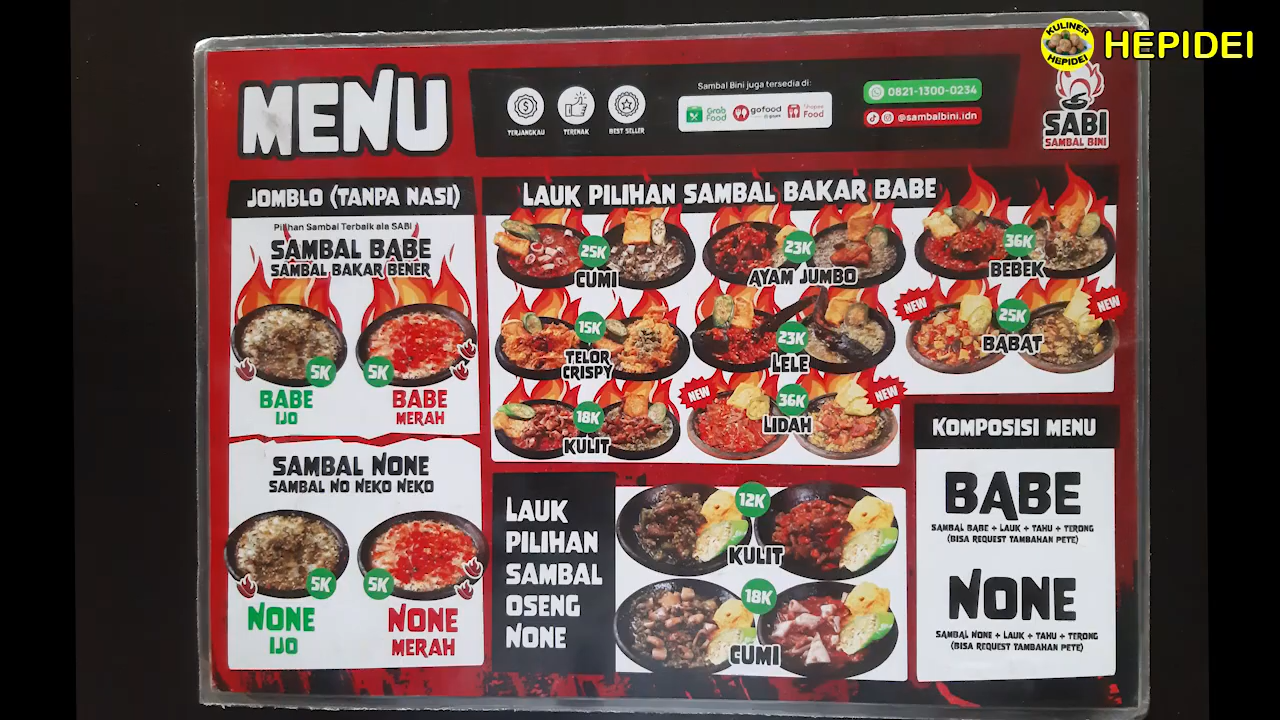 KULINER
HEPIDEI
HEPIDEI
MENU
TERJANGKAU
TERENAK
BEST SELLER
Sambal Bini juga tersedia di:
Grab Food
gofood
Shopee Food
0821-1300-0234
@sambalbini.idn
SABI
SAMBAL BINI
JOMBLO (TANPA NASI)
Pilihan Sambal Terbaik ala SABI
SAMBAL BABE
SAMBAL BAKAR BENER
5K
5K
BABE
IJO
BABE
MERAH
SAMBAL NONE
SAMBAL NO NEKO NEKO
5K
5K
NONE
IJO
NONE
MERAH
LAUK PILIHAN SAMBAL BAKAR BABE
25K
CUMI
23K
AYAM JUMBO
36K
BEBEK
15K
TELOR
CRISPY
23K
LELE
NEW
25K
NEW
BABAT
18K
KULIT
NEW
36K
NEW
LIDAH
LAUK
PILIHAN
SAMBAL
OSENG
NONE
12K
KULIT
18K
CUMI
KOMPOSISI MENU
BABE
SAMBAL BABE + LAUK + TAHU + TERONG
(BISA REQUEST TAMBAHAN PETE)
NONE
SAMBAL NONE + LAUK + TAHU + TERONG
(BISA REQUEST TAMBAHAN PETE)